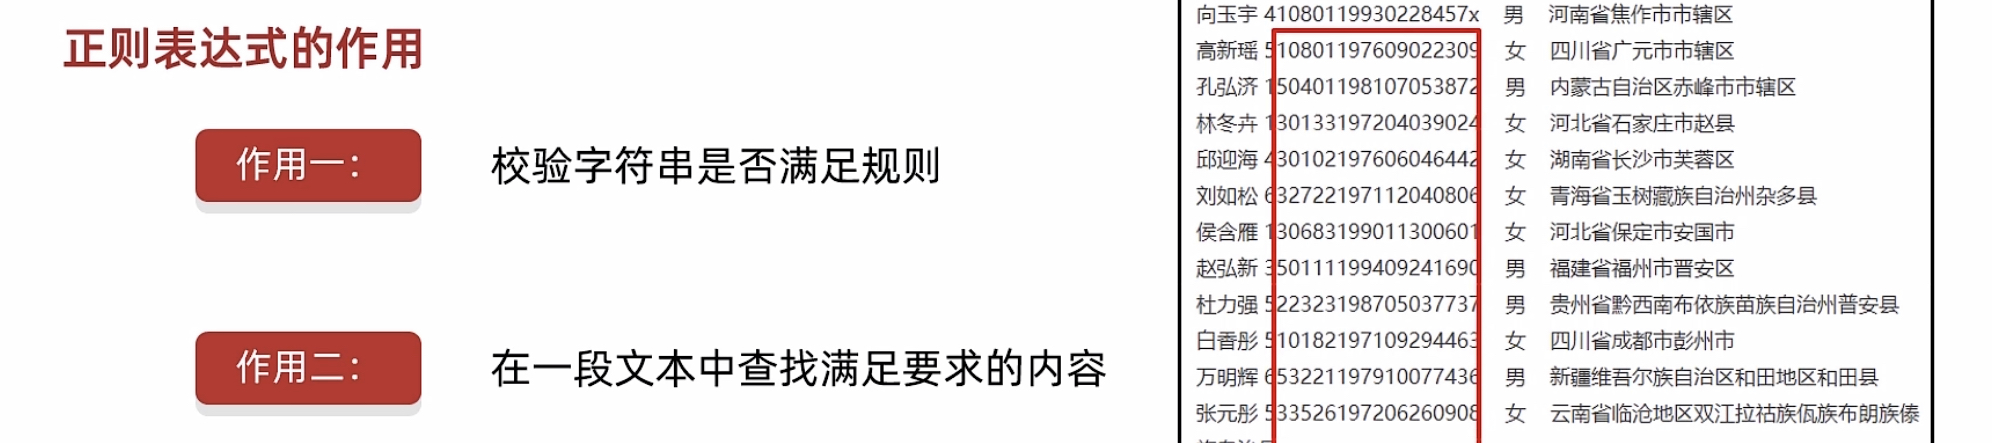 正则表达式的作用
作用一：
校验字符串是否满足规则
作用二：
在一段文本中查找满足要求的内容
向玉宇 41080119930228457x 男 河南省焦作市市辖区
高新瑶 510801197609022309 女 四川省广元市市辖区
孔弘济 150401198107053872 男 内蒙古自治区赤峰市市辖区
林冬卉 130133197204039024 女 河北省石家庄市赵县
邱迎海 430102197606046442 女 湖南省长沙市芙蓉区
刘如松 632722197112040806 女 青海省玉树藏族自治州杂多县
侯含雁 130683199011300601 女 河北省保定市安国市
赵弘新 350111199409241690 男 福建省福州市晋安区
杜力强 522323198705037737 男 贵州省黔西南布依族苗族自治州普安县
白香彤 510182197109294463 女 四川省成都市彭州市
万明辉 653221197910077436 男 新疆维吾尔族自治区和田地区和田县
张元彤 533526197206260908 女 云南省临沧地区双江拉祜族佤族布朗族傣